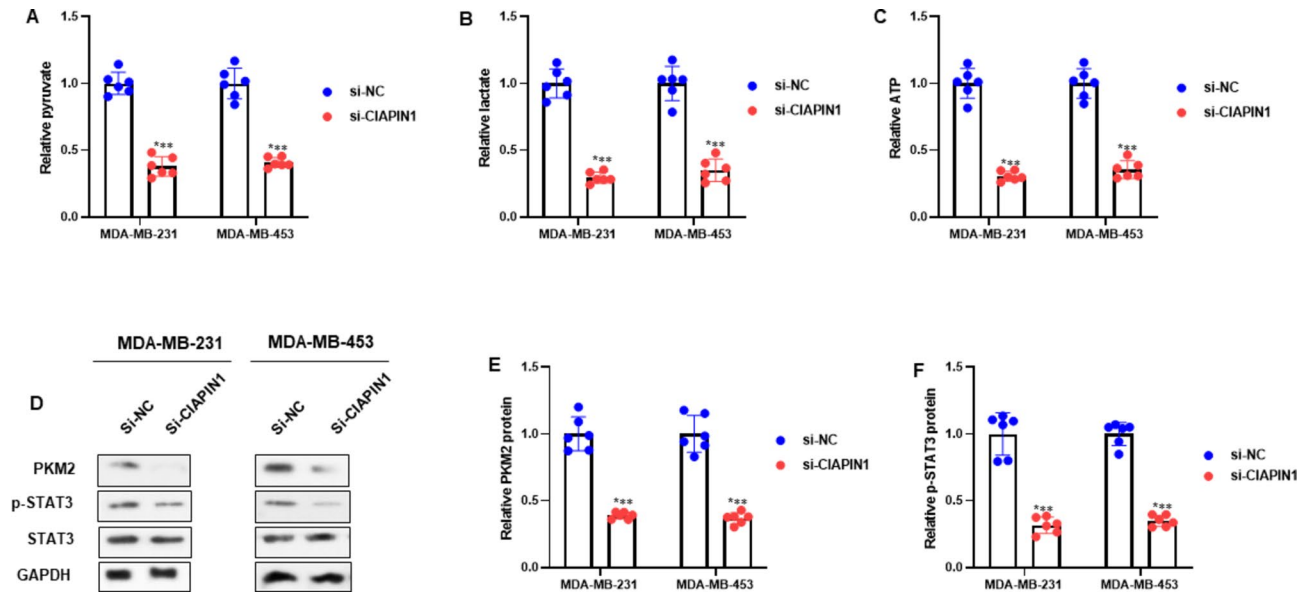 A
1.5
1.0
0.5
0.0
Relative pyruvate
MDA-MB-231
MDA-MB-453
***
***
si-NC
si-CIAPIN1
B
1.5
1.0
0.5
0.0
Relative lactate
MDA-MB-231
MDA-MB-453
***
***
si-NC
si-CIAPIN1
C
1.5
1.0
0.5
0.0
Relative ATP
MDA-MB-231
MDA-MB-453
***
***
si-NC
si-CIAPIN1
D
MDA-MB-231
MDA-MB-453
Si-NC
Si-CIAPIN1
Si-NC
Si-CIAPIN1
PKM2
p-STAT3
STAT3
GAPDH
E
1.5
1.0
0.5
0.0
Relative PKM2 protein
MDA-MB-231
MDA-MB-453
***
***
si-NC
si-CIAPIN1
F
1.5
1.0
0.5
0.0
Relative p-STAT3 protein
MDA-MB-231
MDA-MB-453
***
***
si-NC
si-CIAPIN1